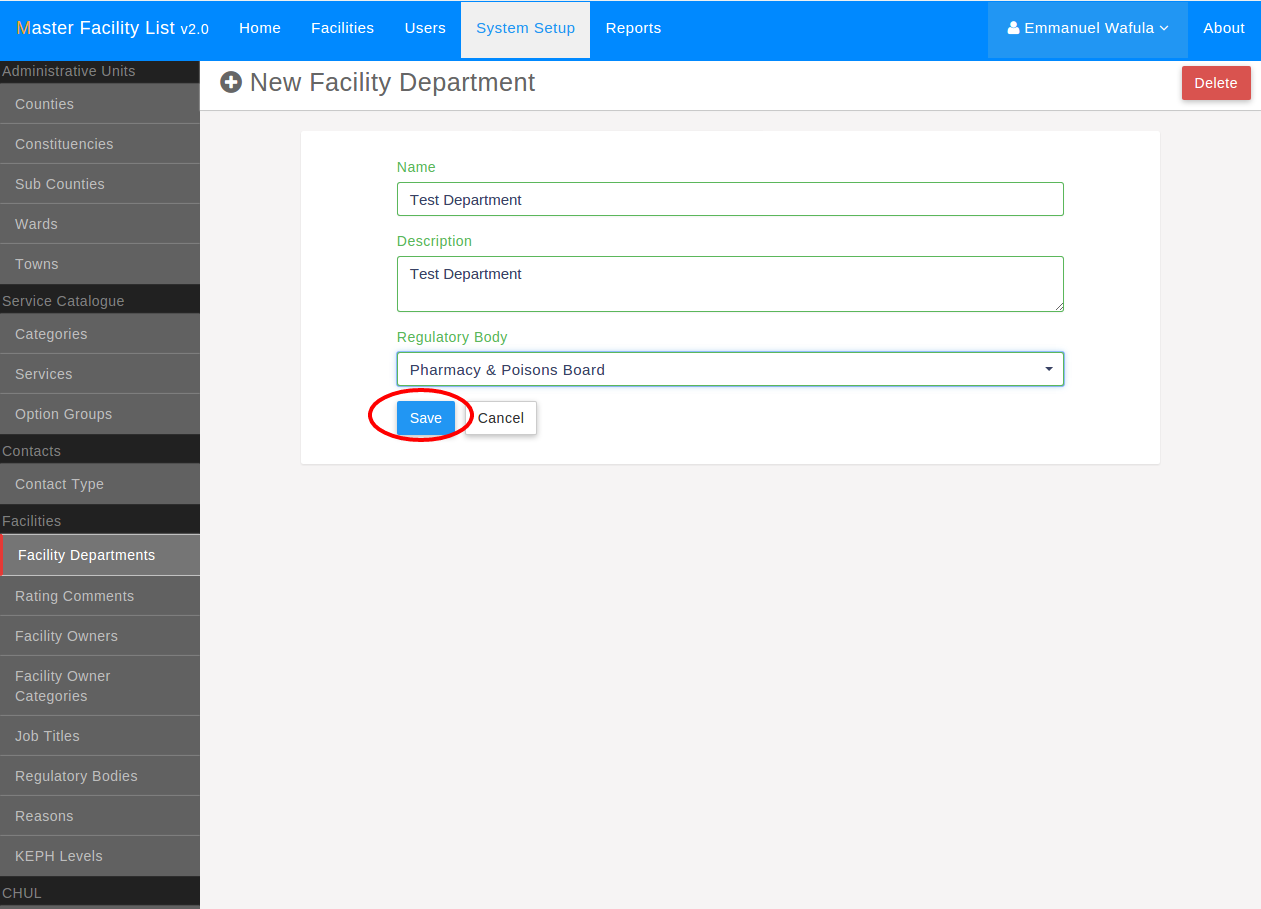 Master Facility List v2.0 Home Facilities Users System Setup Reports Emmanuel Wafula About
Administrative Units
Counties
Constituencies
Sub Counties
Wards
Towns
Service Catalogue
Categories
Services
Option Groups
Contacts
Contact Type
Facilities
Facility Departments
Rating Comments
Facility Owners
Facility Owner
Categories
Job Titles
Regulatory Bodies
Reasons
KEPH Levels
CHUL
New Facility Department
Delete
Name
Test Department
Description
Test Department
Regulatory Body
Pharmacy & Poisons Board
Save Cancel